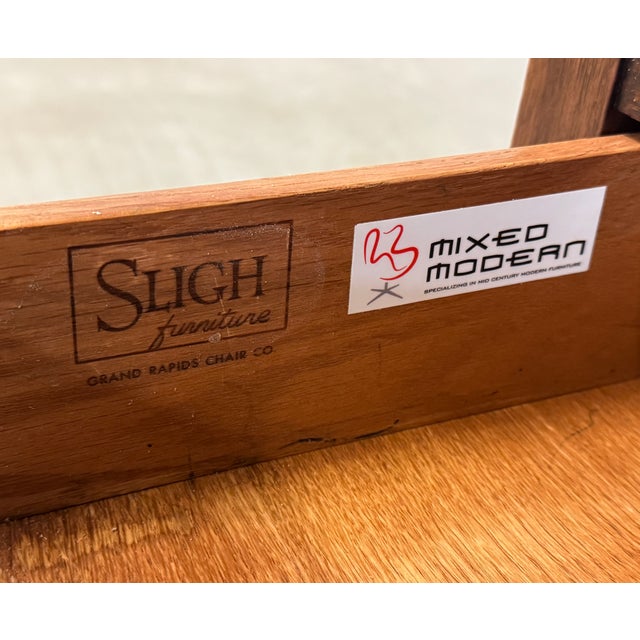 SLIGH
furniture
GRAND RAPIDS CHAIR CO
MIXED
MODERN
SPECIALIZING IN MID CENTURY MODERN FURNITURE